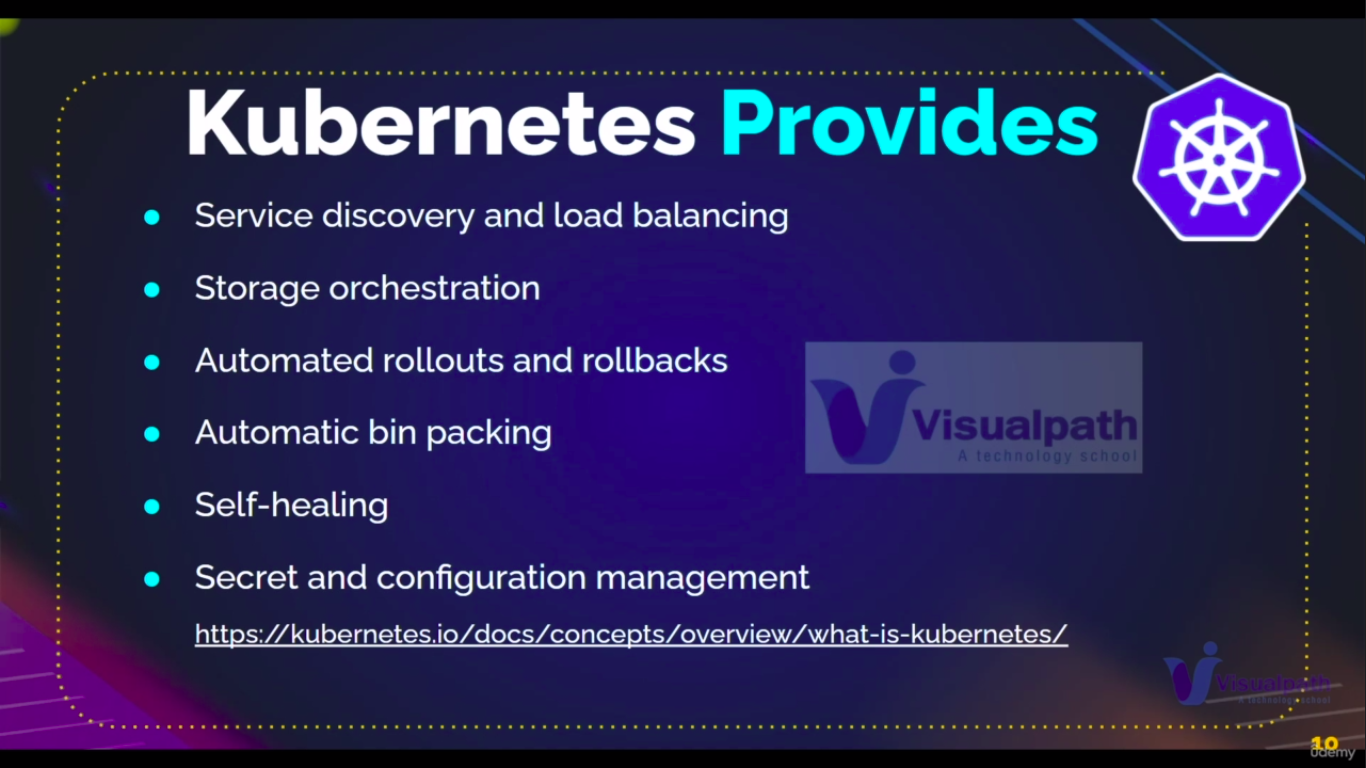 Kubernetes Provides
Service discovery and load balancing
Storage orchestration
Automated rollouts and rollbacks
Automatic bin packing
Self-healing
Secret and configuration management
https://kubernetes.io/docs/concepts/overview/what-is-kubernetes/
Visualpath
A technology school
Visualpath
A technology school
10
udemy